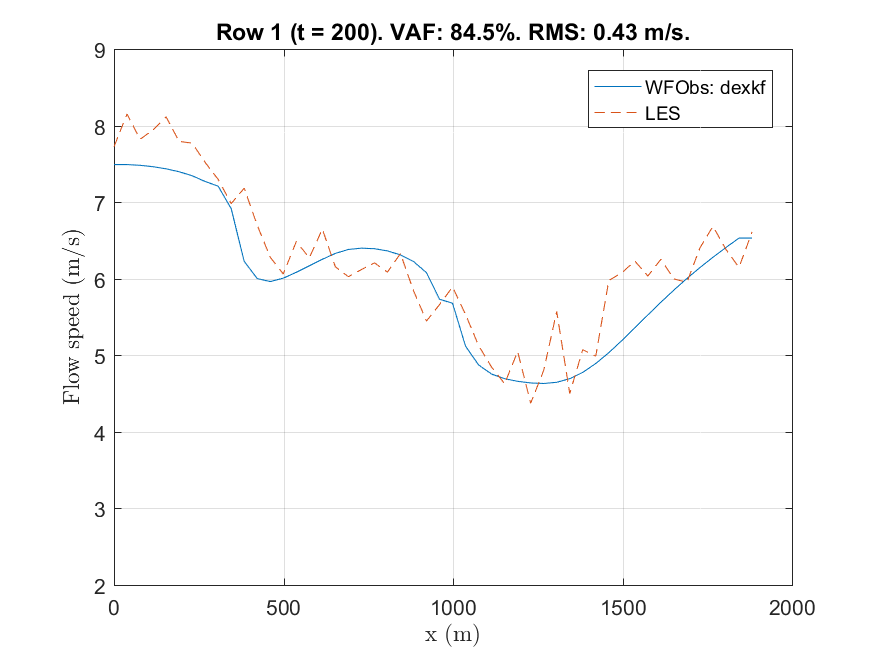 Row 1 (t = 200). VAF: 84.5%. RMS: 0.43 m/s.
WFObs: dexkf
LES
Flow speed (m/s)
9
8
7
6
5
4
3
2
0
500
1000
1500
2000
x (m)